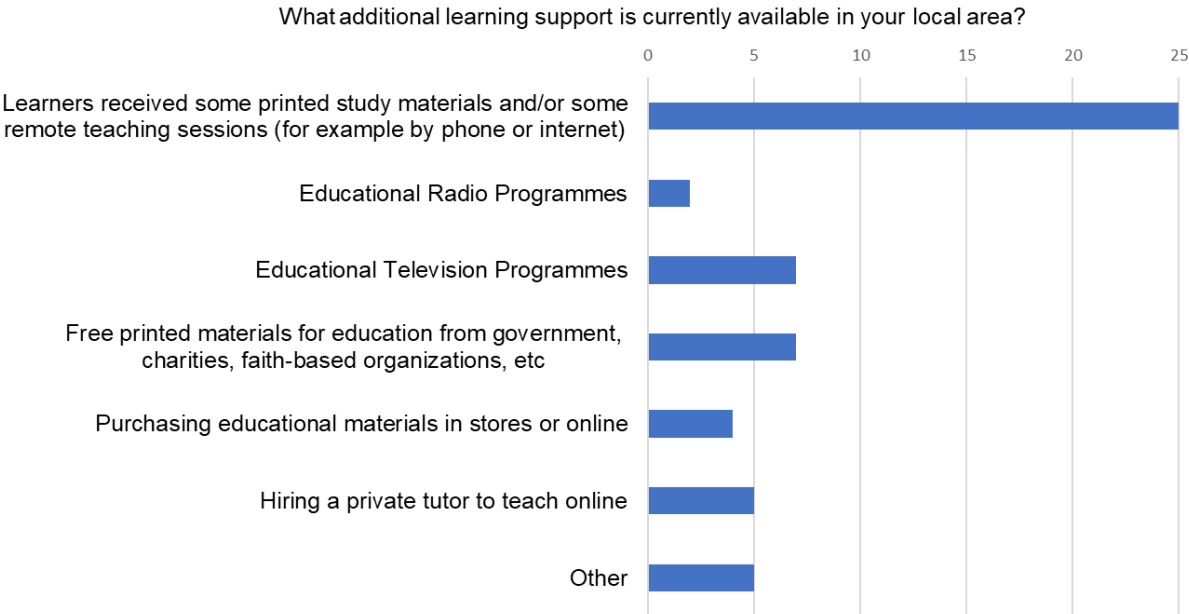 What additional learning support is currently available in your local area?
0 5 10 15 20 25
Learners received some printed study materials and/or some
remote teaching sessions (for example by phone or internet)
Educational Radio Programmes
Educational Television Programmes
Free printed materials for education from government,
charities, faith-based organizations, etc
Purchasing educational materials in stores or online
Hiring a private tutor to teach online
Other